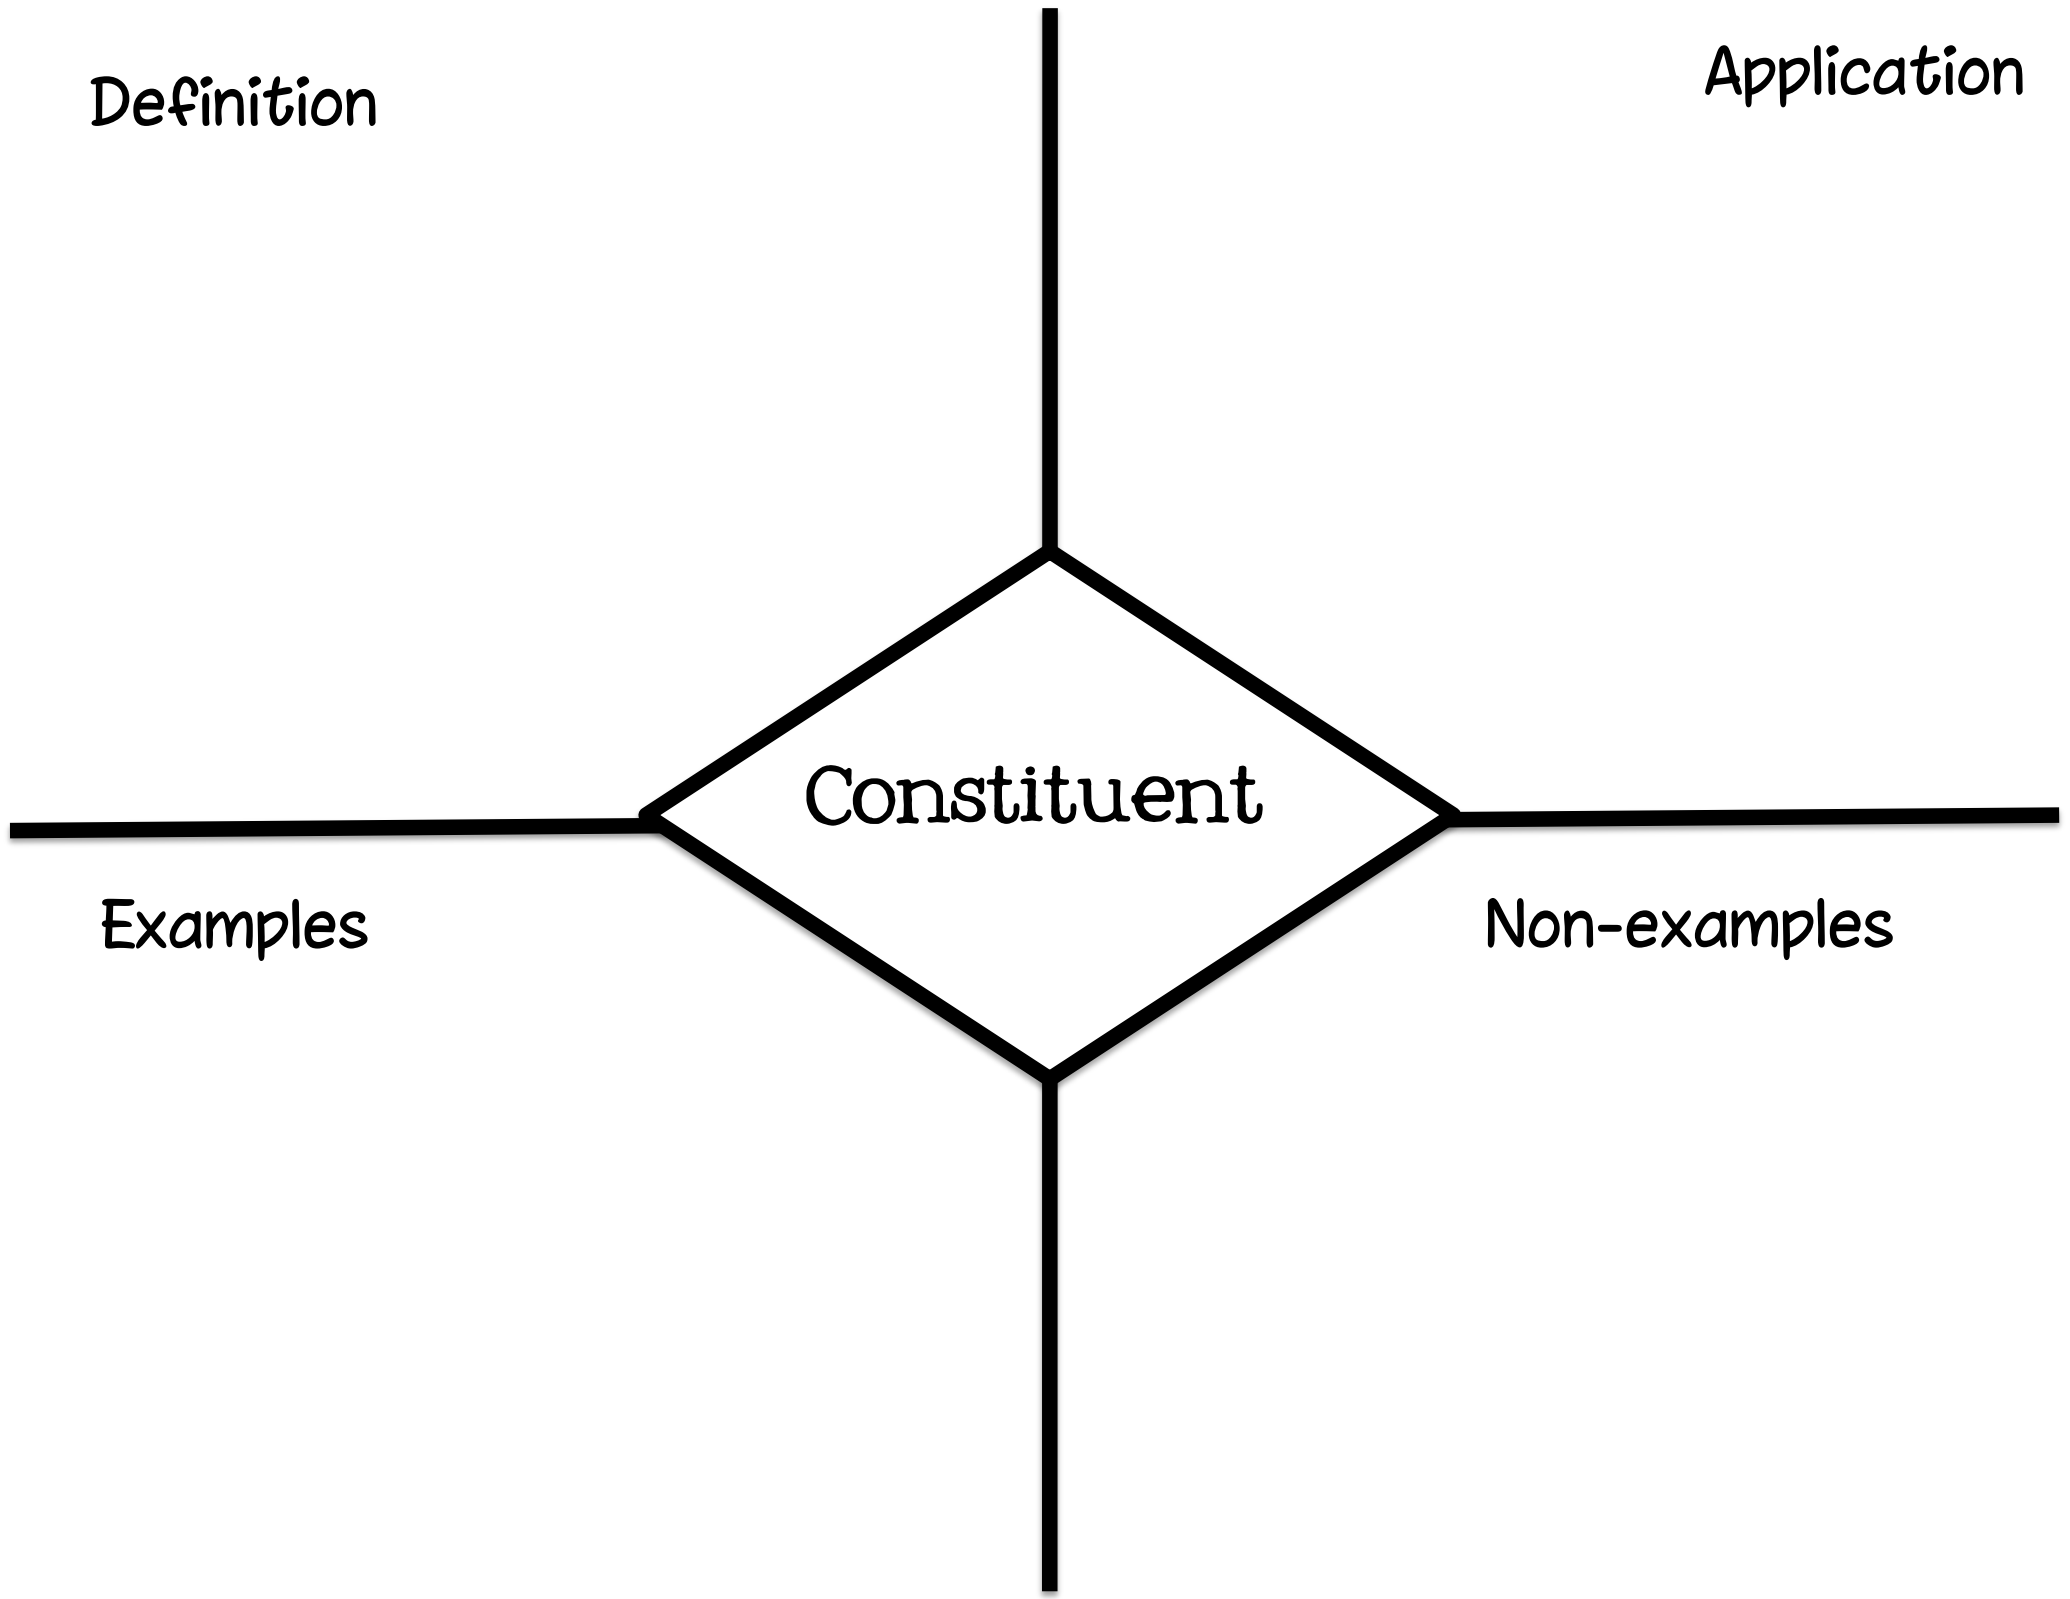 Definition
Application
Constituent
Examples
Non-examples